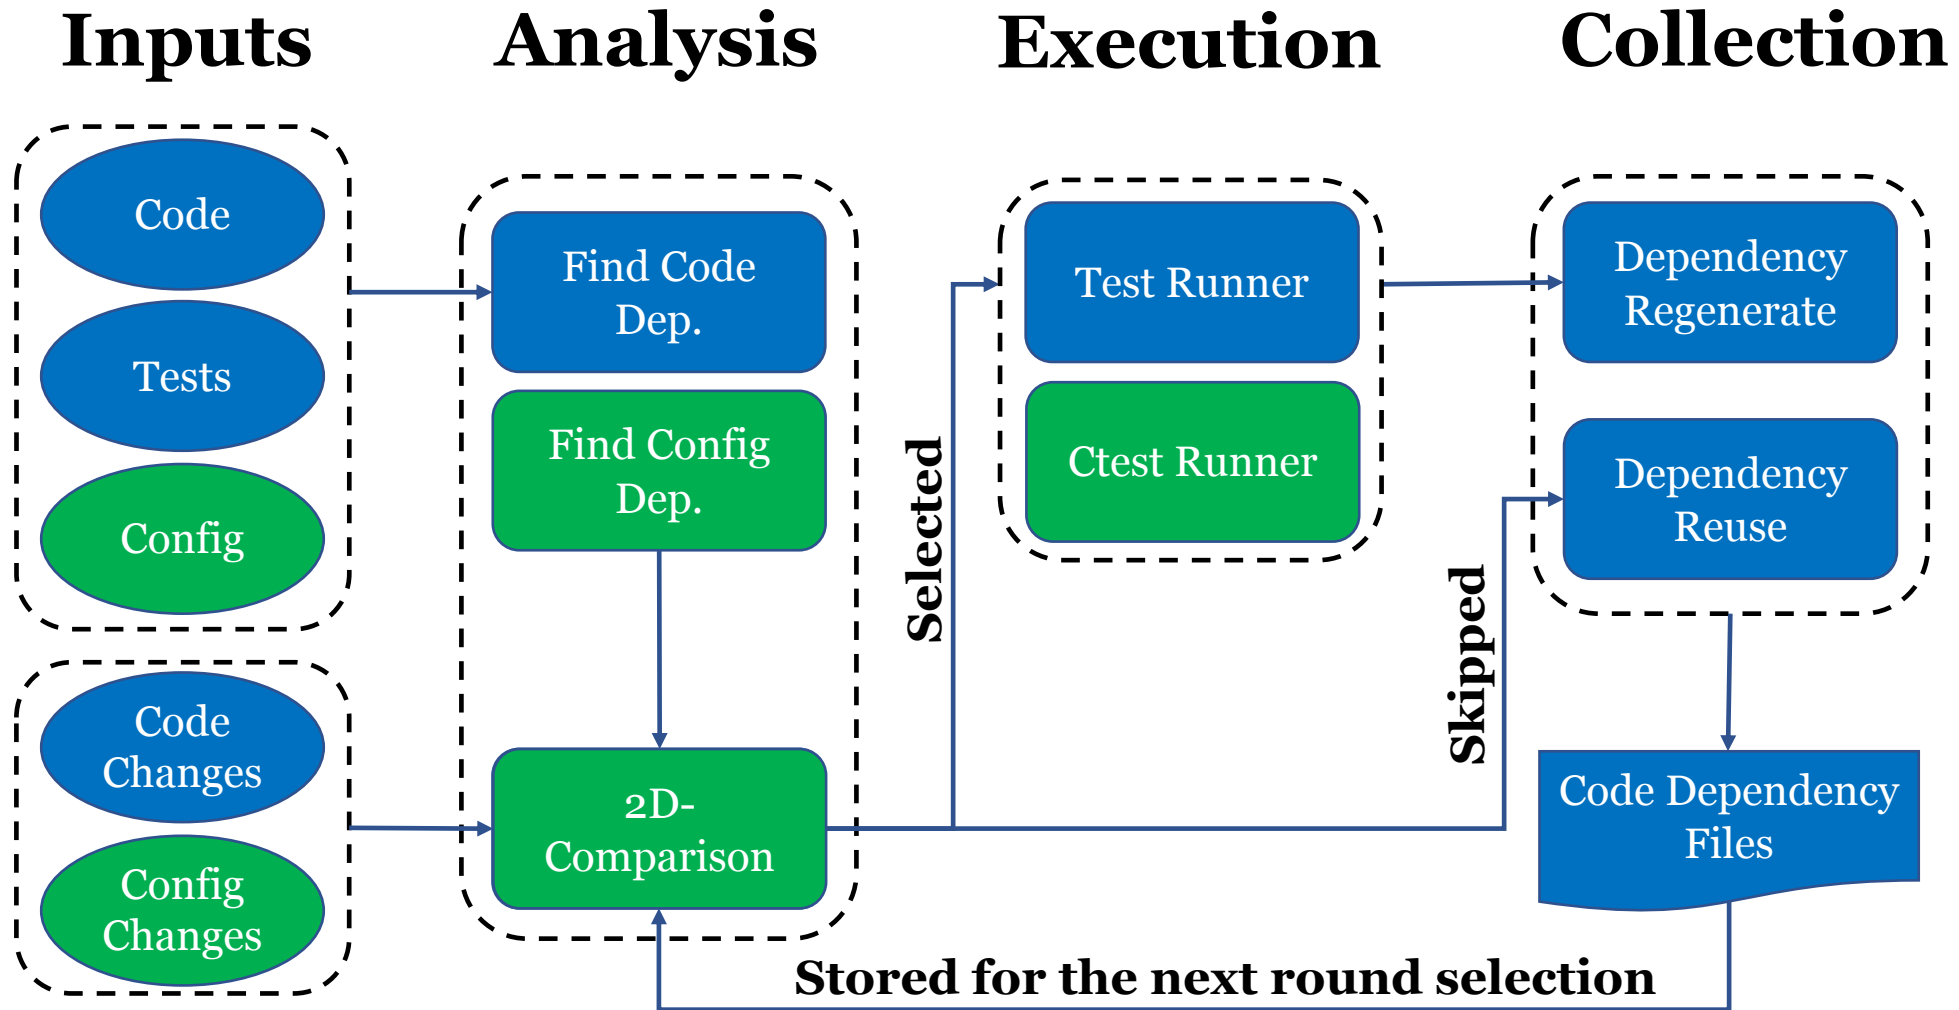 Inputs
Analysis
Execution
Collection
Code
Tests
Config
Code
Changes
Config
Changes
Find Code
Dep.
Find Config
Dep.
2D-
Comparison
Selected
Test Runner
Ctest Runner
Skipped
Dependency
Regenerate
Dependency
Reuse
Code Dependency
Files
Stored for the next round selection